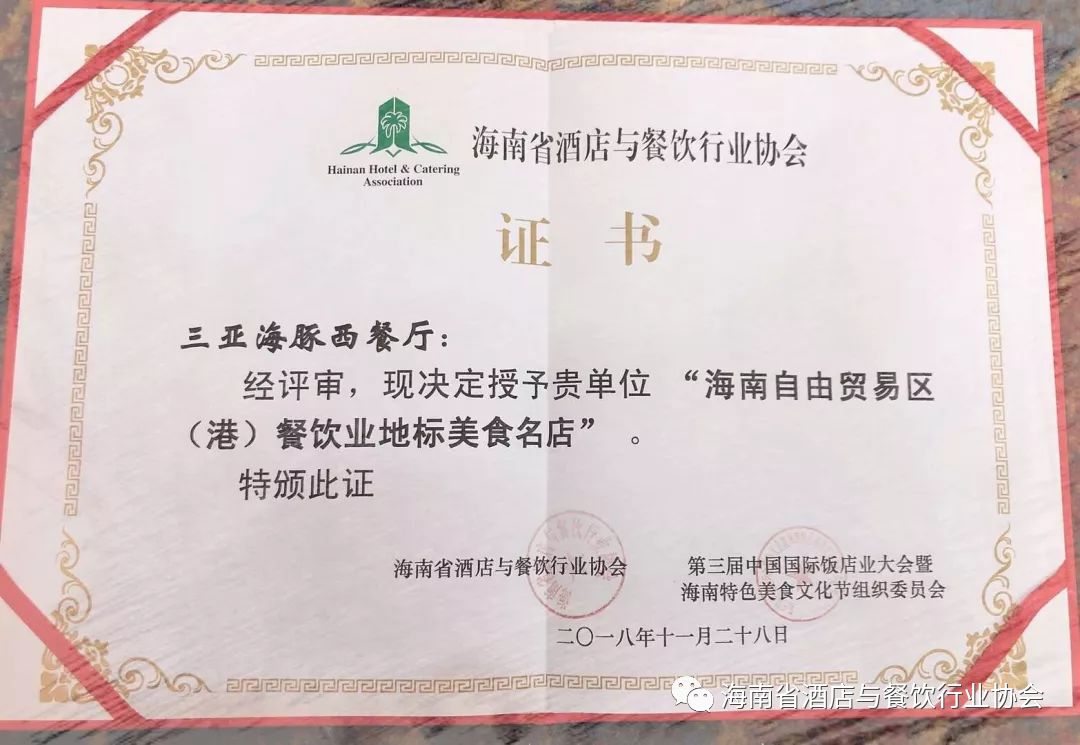 海南省酒店与餐饮行业协会
Hainan Hotel & Catering
Association
证 书
三亚海豚西餐厅：
经评审，现决定授予贵单位 “海南自由贸易区
（港）餐饮业地标美食名店” 。
特颁此证
海南省酒店与餐饮行业协会
第三届中国国际饭店业大会暨
海南特色美食文化节组织委员会
二〇一八年十一月二十八日
海南省酒店与餐饮行业协会